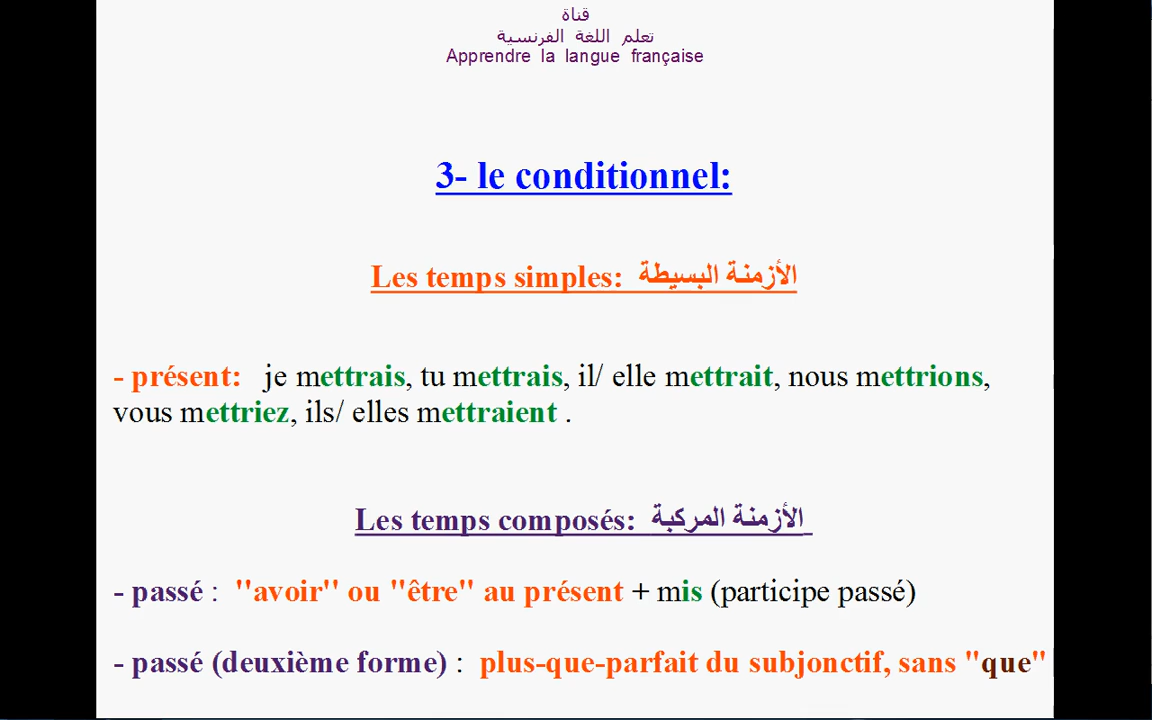 قناة
تعلم اللغة الفرنسية
Apprendre la langue française
3- le conditionnel:
Les temps simples: الأزمنة البسيطة
- présent: je mettrais, tu mettrais, il/ elle mettrait, nous mettrions,
vous mettriez, ils/ elles mettraient .
Les temps composés: الأزمنة المركبة
- passé : "avoir" ou "être" au présent + mis (participe passé)
- passé (deuxième forme) : plus-que-parfait du subjonctif, sans "que"